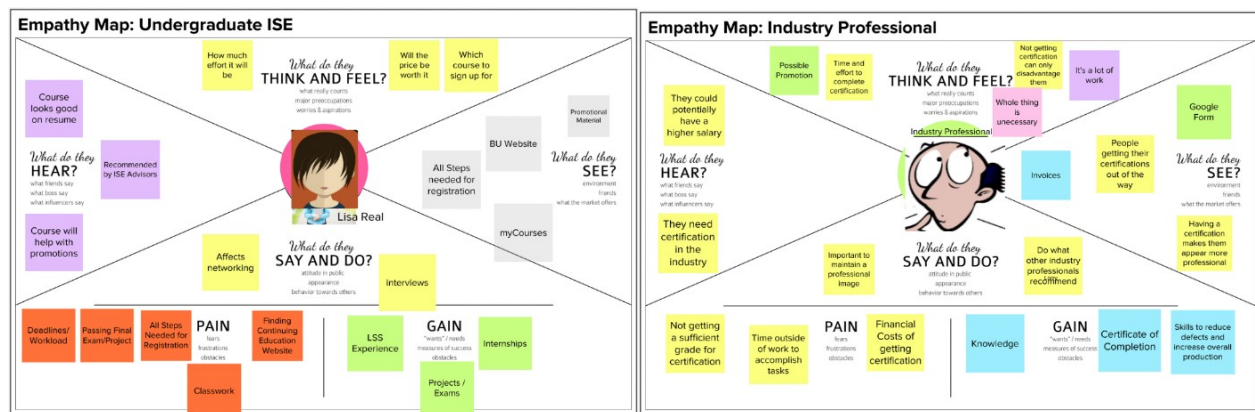 Empathy Map: Undergraduate ISE
How much
effort it will
be
What do they
THINK AND FEEL?
what really counts
major preoccupations
worries & aspirations
Will the
price be
worth it
Which
course to
sign up for
Course
looks good
on resume
What do they
HEAR?
what friends say
what boss say
what influencers say
Recommended
by ISE Advisors
Course will
help with
promotions
Lisa Real
All Steps
needed for
registration
BU Website
myCourses
Promotional
Material
What do they
SEE?
environment
friends
what the market offers
Affects
networking
What do they
SAY AND DO?
attitude in public
appearance
behavior towards others
Interviews
Deadlines/
Workload
Passing Final
Exam/Project
All Steps
Needed for
Registration
PAIN
fears
frustrations
obstacles
Finding
Continuing
Education
Website
Classwork
LSS
Experience
GAIN
"wants" / needs
measures of success
obstacles
Internships
Projects /
Exams
Empathy Map: Industry Professional
Possible
Promotion
Time and
effort to
complete
certification
What do they
THINK AND FEEL?
what really counts
major preoccupations
worries & aspirations
Not getting
certification
can only
disadvantage
them
It's a lot of
work
Whole thing
is
unecessary
They could
potentially
have a
higher salary
What do they
HEAR?
what friends say
what boss say
what influencers say
They need
certification
in the
industry
Industry Professional
Invoices
People
getting their
certifications
out of the
way
Google
Form
What do they
SEE?
environment
friends
what the market offers
Having a
certification
makes them
appear more
professional
Important to
maintain a
professional
image
What do they
SAY AND DO?
attitude in public
appearance
behavior towards others
Do what
other industry
professionals
recommend
Not getting
a sufficient
grade for
certification
Time outside
of work to
accomplish
tasks
PAIN
fears
frustrations
obstacles
Financial
Costs of
getting
certification
Knowledge
GAIN
"wants" / needs
measures of success
obstacles
Certificate of
Completion
Skills to reduce
defects and
increase overall
production